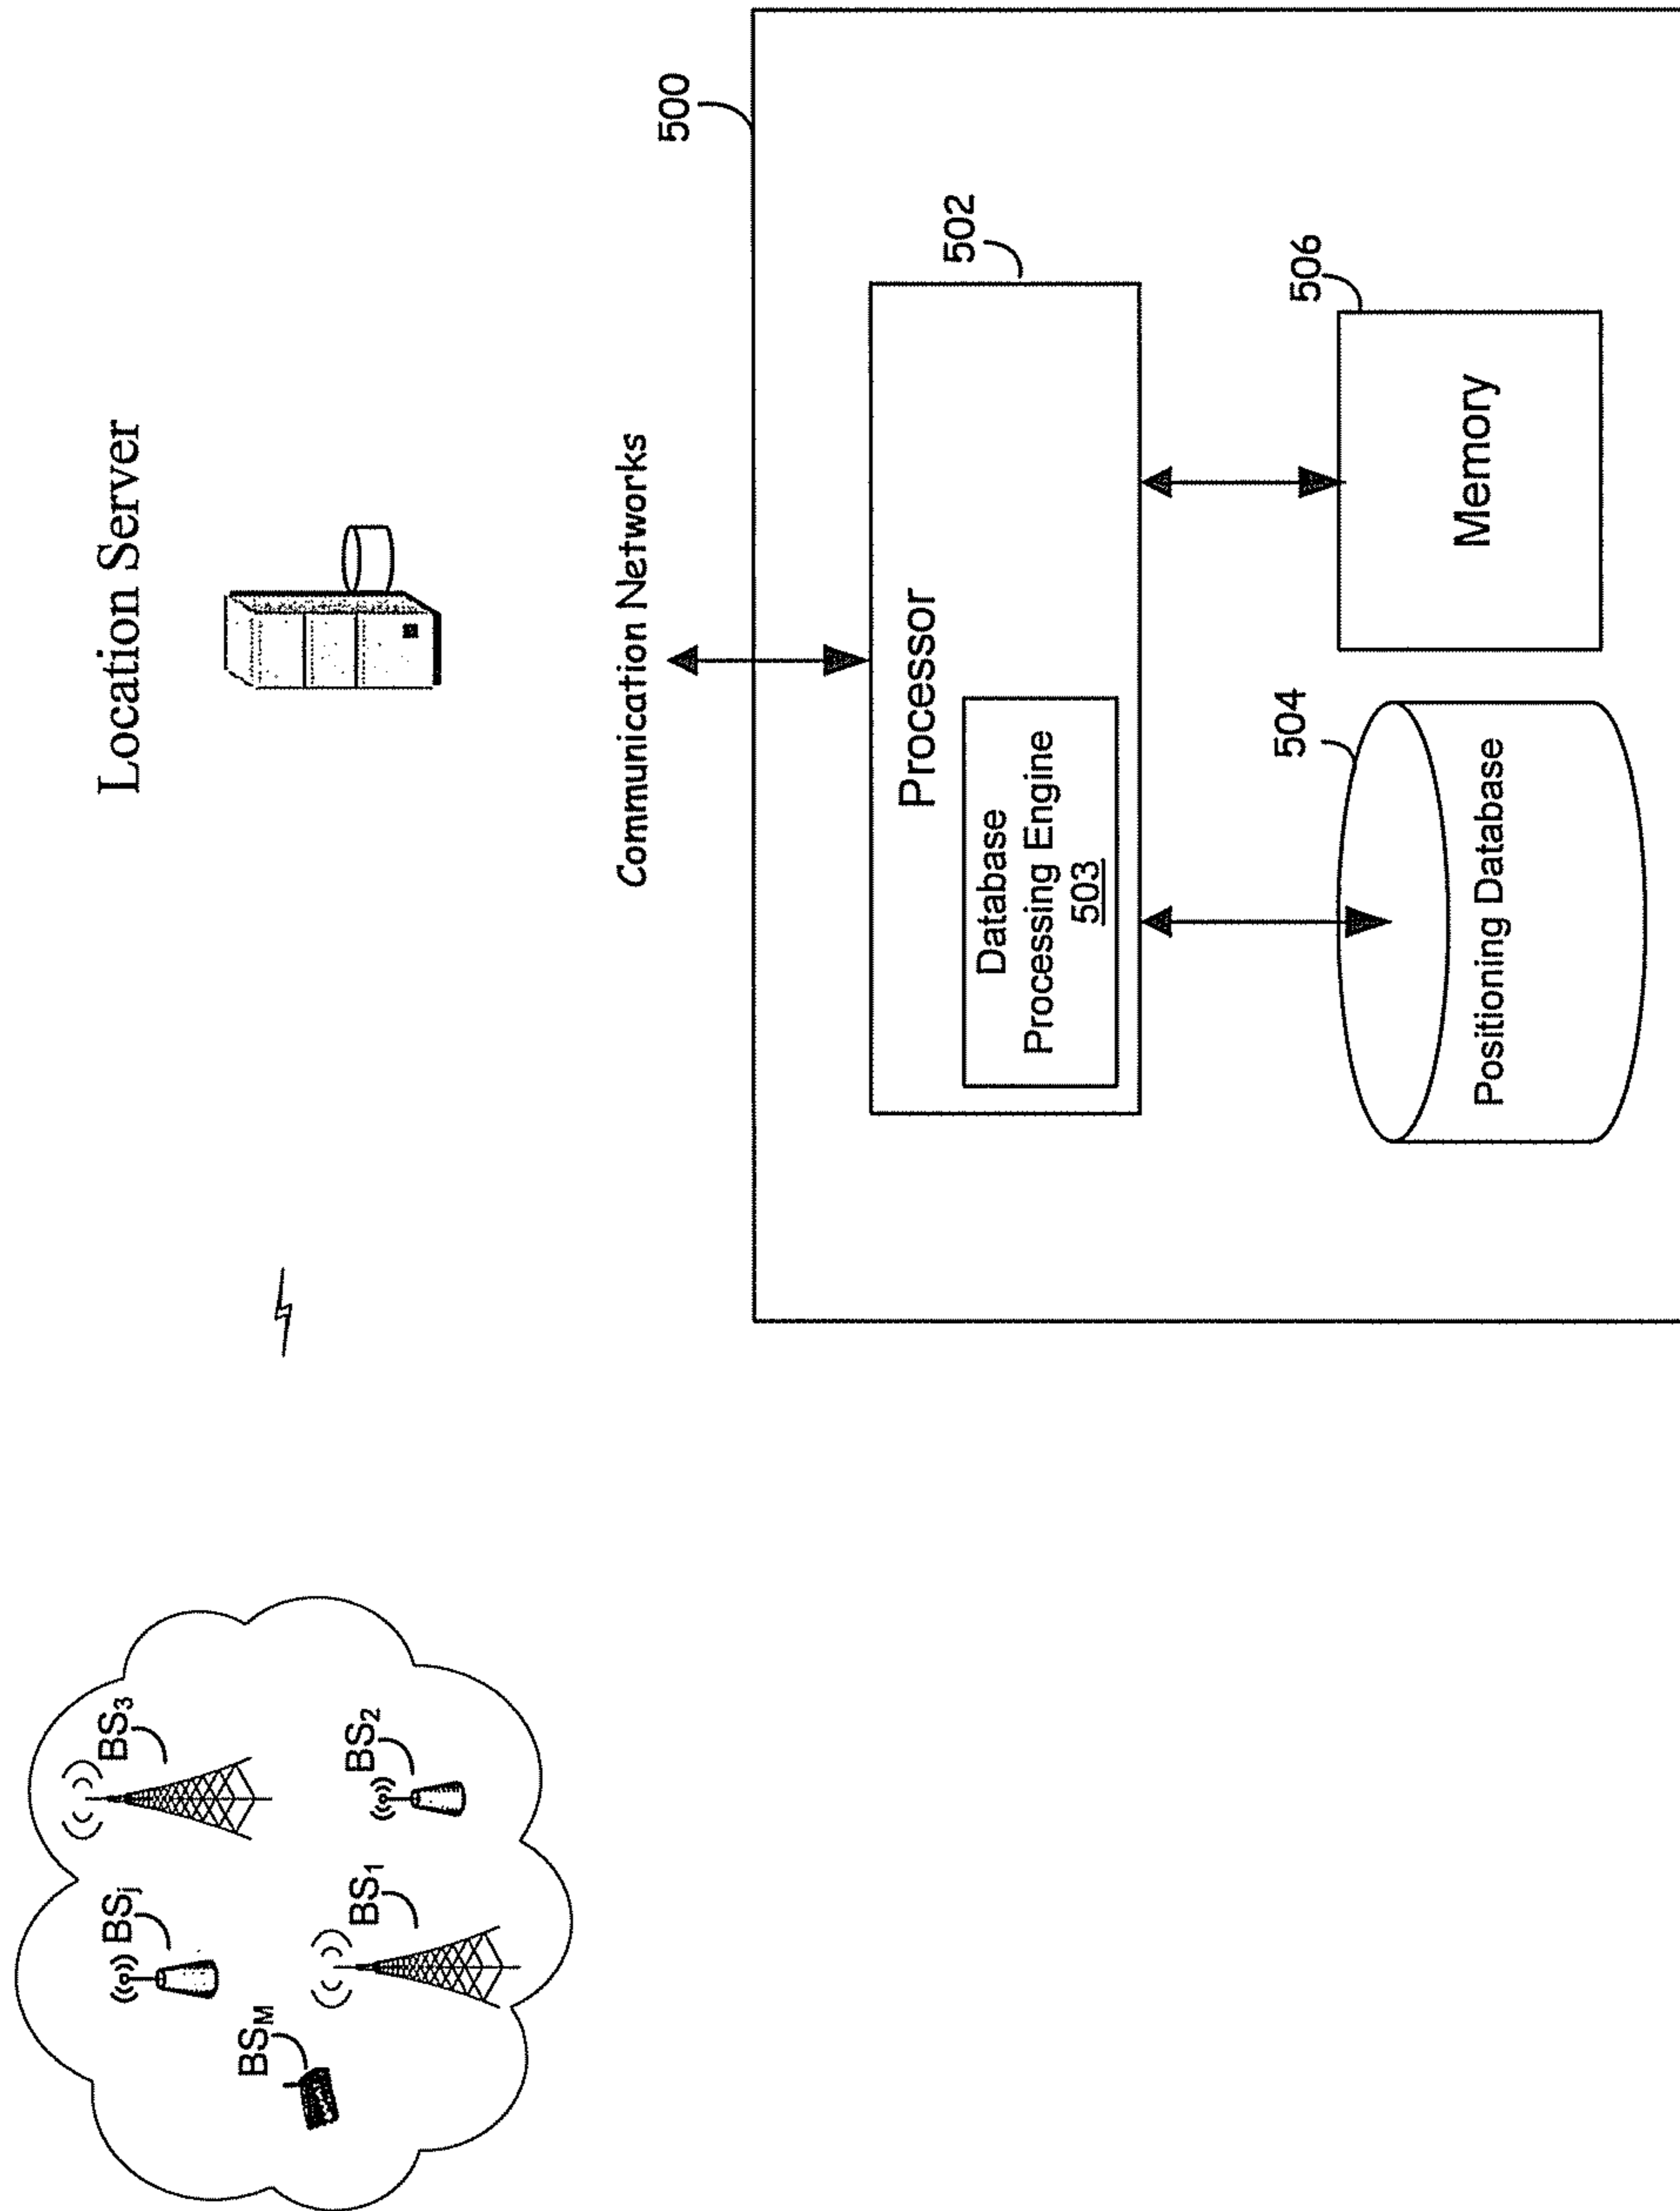 Location Server
BS3
BSj
BS2
BS1
BSM
Communication Networks
500
502
Processor
Database
Processing Engine
503
504
506
Positioning Database
Memory